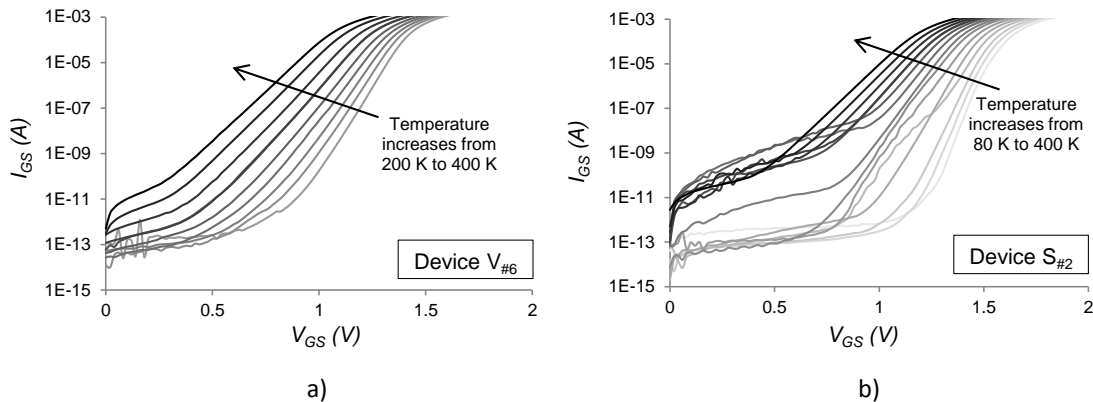 1E-03
1E-05
1E-07
1E-09
1E-11
1E-13
1E-15
I_GS (A)
0
0.5
1
1.5
2
V_GS (V)
Temperature
increases from
200 K to 400 K
Device V_#6
a)
1E-03
1E-05
1E-07
1E-09
1E-11
1E-13
1E-15
I_GS (A)
0
0.5
1
1.5
2
V_GS (V)
Temperature
increases from
80 K to 400 K
Device S_#2
b)